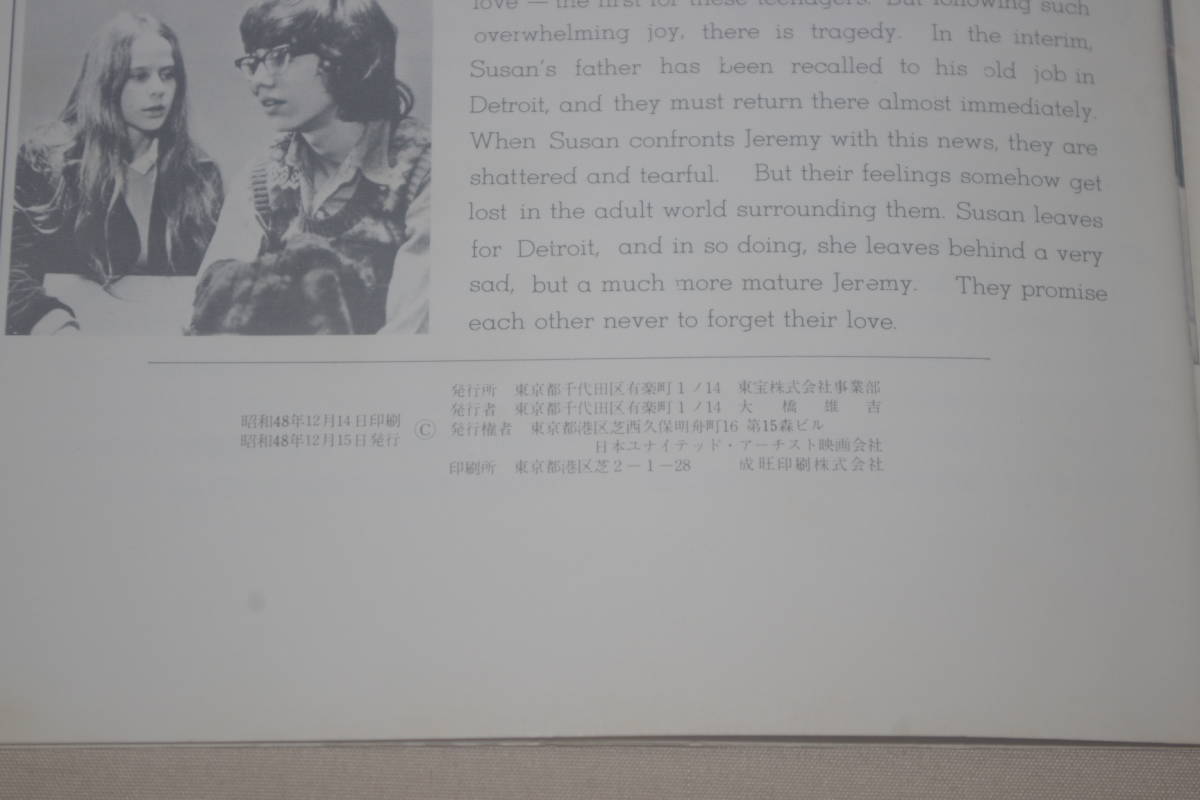 love — the first for these teenagers. But following such
overwhelming joy, there is tragedy. In the interim,
Susan's father has been recalled to his old job in
Detroit, and they must return there almost immediately.
When Susan confronts Jeremy with this news, they are
shattered and tearful. But their feelings somehow get
lost in the adult world surrounding them. Susan leaves
for Detroit, and in so doing, she leaves behind a very
sad, but a much more mature Jeremy. They promise
each other never to forget their love.
昭和48年12月14日印刷
昭和48年12月15日発行
©
発行所 東京都千代田区有楽町1ノ14 東宝株式会社事業部
発行者 東京都千代田区有楽町1ノ14 大橋雄吉
発行権者 東京都港区芝西久保明舟町16 第15森ビル
日本ユナイテッド・アーチスト映画会社
印刷所 東京都港区芝2－1－28 成旺印刷株式会社